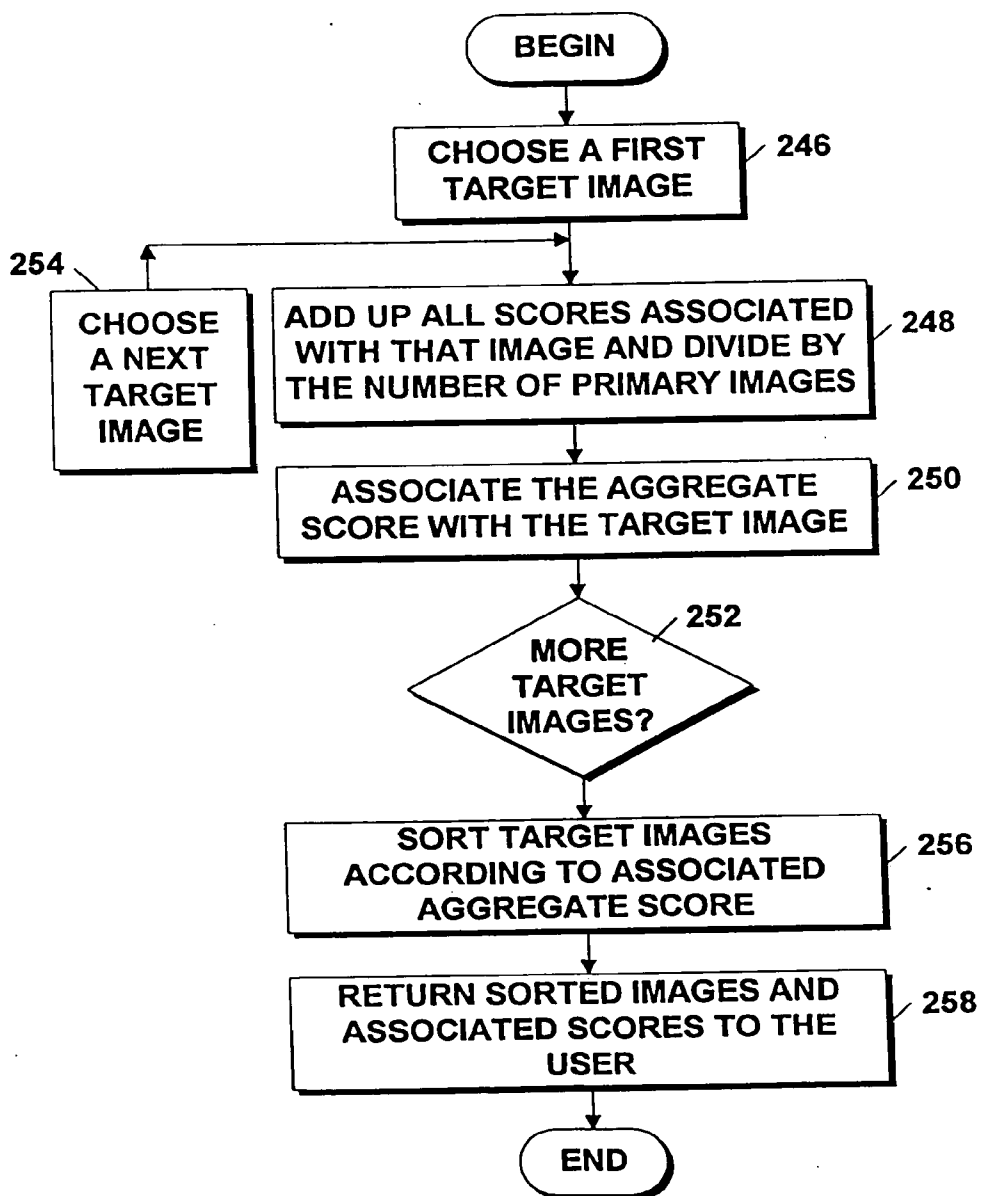 BEGIN
CHOOSE A FIRST
TARGET IMAGE
246
254
CHOOSE
A NEXT
TARGET
IMAGE
ADD UP ALL SCORES ASSOCIATED
WITH THAT IMAGE AND DIVIDE BY
THE NUMBER OF PRIMARY IMAGES
248
ASSOCIATE THE AGGREGATE
SCORE WITH THE TARGET IMAGE
250
252
MORE
TARGET
IMAGES?
SORT TARGET IMAGES
ACCORDING TO ASSOCIATED
AGGREGATE SCORE
256
RETURN SORTED IMAGES AND
ASSOCIATED SCORES TO THE
USER
258
END